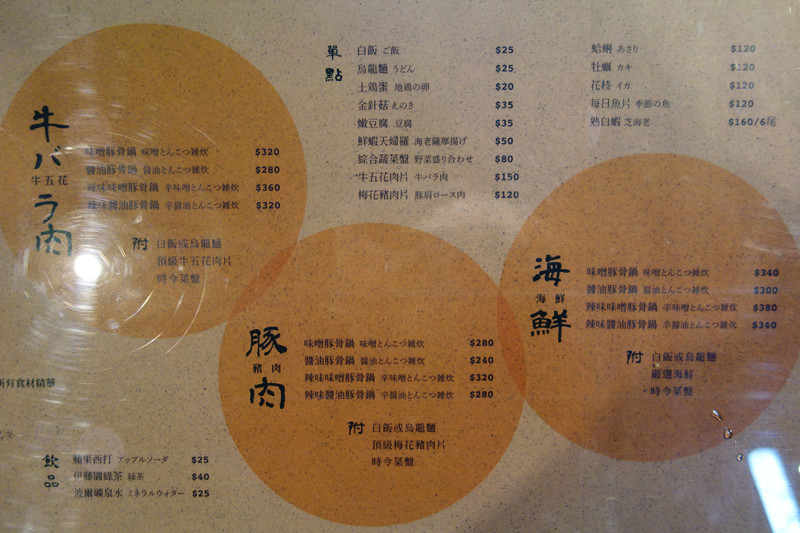 牛バラ肉
牛五花
味噌豚骨鍋 味噌とんこつ雑炊 $320
醬油豚骨鍋 醤油とんこつ雑炊 $280
辣味味噌豚骨鍋 辛味噌とんこつ雑炊 $360
辣味醬油豚骨鍋 辛醤油とんこつ雑炊 $320
附 白飯或烏龍麵
頂級牛五花肉片
時令菜盤
單點
白飯 ご飯 $25
烏龍麵 うどん $25
土鶏蛋 地鶏の卵 $20
金針菇 えのき $35
嫩豆腐 豆腐 $35
鮮蝦天婦羅 海老薩摩揚げ $50
綜合蔬菜盤 野菜盛り合わせ $80
牛五花肉片 牛バラ肉 $150
梅花豬肉片 豚肩ロース肉 $120
蛤蜊 あさり $120
牡蠣 カキ $120
花枝 イカ $120
每日魚片 季節の魚 $120
熟白蝦 芝海老 $160/6尾
豚肉
豬肉
味噌豚骨鍋 味噌とんこつ雑炊 $280
醬油豚骨鍋 醤油とんこつ雑炊 $240
辣味味噌豚骨鍋 辛味噌とんこつ雑炊 $320
辣味醬油豚骨鍋 辛醤油とんこつ雑炊 $280
附 白飯或烏龍麵
頂級梅花豬肉片
時令菜盤
海鮮
海鮮
味噌豚骨鍋 味噌とんこつ雑炊 $340
醬油豚骨鍋 醤油とんこつ雑炊 $300
辣味味噌豚骨鍋 辛味噌とんこつ雑炊 $380
辣味醬油豚骨鍋 辛醤油とんこつ雑炊 $340
附 白飯或烏龍麵
嚴選海鮮
時令菜盤
所有食材精華
飲品
蘋果西打 アップルソーダ $25
伊藤園綠茶 緑茶 $40
波爾礦泉水 ミネラルウォター $25